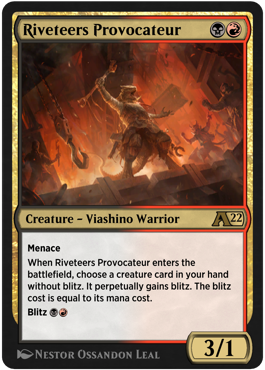 Riveteers Provocateur
Creature – Viashino Warrior
A22
Menace
When Riveteers Provocateur enters the
battlefield, choose a creature card in your hand
without blitz. It perpetually gains blitz. The blitz
cost is equal to its mana cost.
Blitz
3/1
Nestor Ossandon Leal